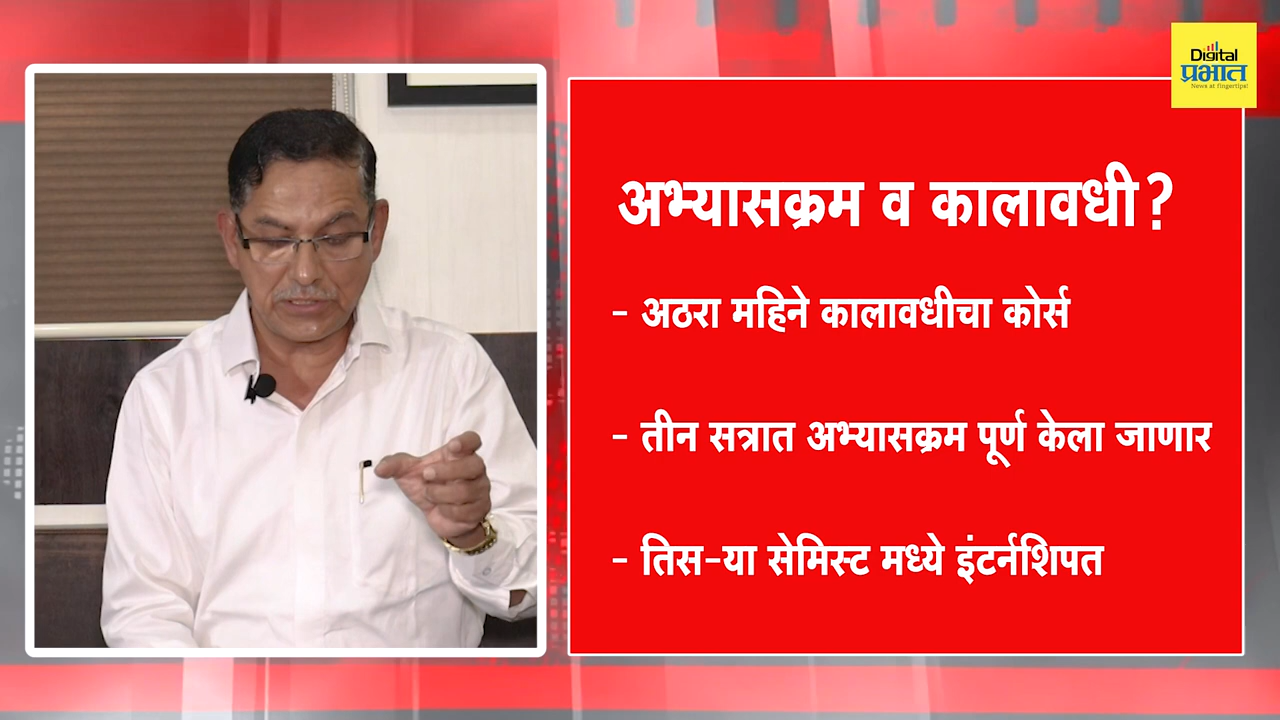 Digital
प्रभात
News at fingertips!
अभ्यासक्रम व कालावधी?
- अठरा महिने कालावधीचा कोर्स
- तीन सत्रात अभ्यासक्रम पूर्ण केला जाणार
- तिस-या सेमिस्ट मध्ये इंटर्नशिपत